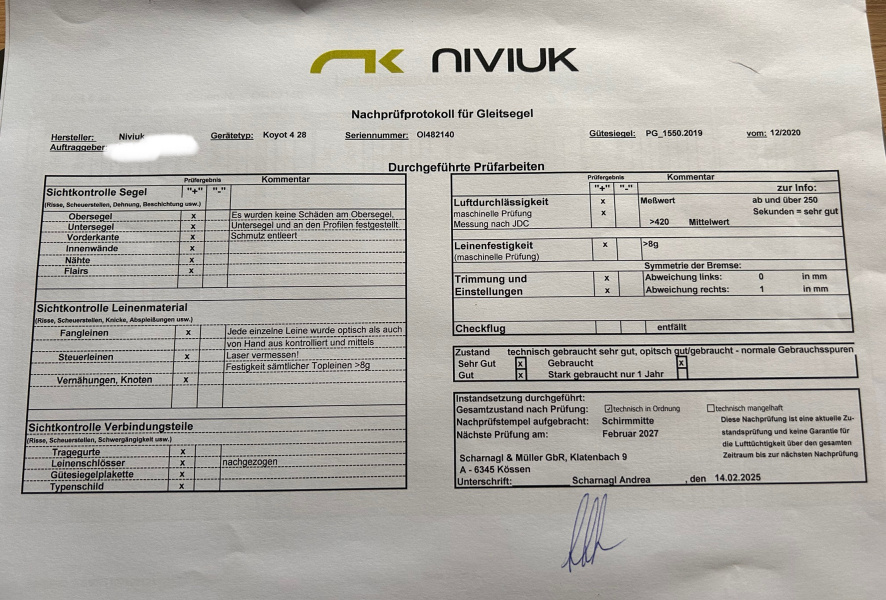 NIVIUK
Nachprüfprotokoll für Gleitsegel
Hersteller: Niviuk Gerätetyp: Koyot 4 28 Seriennummer: OI482140 Gütesiegel: PG_1550.2019 vom: 12/2020
Auftraggeber
Durchgeführte Prüfarbeiten
Prüfergebnis Kommentar
Sichtkontrolle Segel "+" "-"
(Risse, Scheuerstellen, Dehnung, Beschichtung usw.)
Obersegel x Es wurden keine Schäden am Obersegel,
Untersegel x Untersegel und an den Profilen festgestellt
Vorderkante x Schmutz entleert
Innenwände x
Nähte x
Flairs x
Sichtkontrolle Leinenmaterial
(Risse, Scheuerstellen, Knicke, Abspleißungen usw.)
Fangleinen x Jede einzelne Leine wurde optisch als auch
von Hand aus kontrolliert und mittels
Steuerleinen x Laser vermessen!
Festigkeit sämtlicher Topleinen >8g
Vernähungen, Knoten x
Sichtkontrolle Verbindungsteile
(Risse, Scheuerstellen, Schwergängigkeit usw.)
Tragegurte x
Leinenschlösser x nachgezogen
Gütesiegelplakette x
Typenschild x
Prüfergebnis Kommentar
"+" "-" zur Info:
Luftdurchlässigkeit x Meßwert ab und über 250
maschinelle Prüfung x Sekunden = sehr gut
Messung nach JDC >420 Mittelwert
Leinenfestigkeit x >8g
(maschinelle Prüfung)
Symmetrie der Bremse:
Trimmung und x Abweichung links: 0 in mm
Einstellungen x Abweichung rechts: 1 in mm
Checkflug entfällt
Zustand technisch gebraucht sehr gut, opitsch gut/gebraucht - normale Gebrauchsspuren
Sehr Gut x Gebraucht x
Gut x Stark gebraucht nur 1 Jahr
Instandsetzung durchgeführt:
Gesamtzustand nach Prüfung: ☑technisch in Ordnung ☐technisch mangelhaft
Nachprüfstempel aufgebracht: Schirmmitte
Nächste Prüfung am: Februar 2027
Diese Nachprüfung ist eine aktuelle Zu-
standsprüfung und keine Garantie für
die Lufttüchtigkeit über den gesamten
Zeitraum bis zur nächsten Nachprüfung
Scharnagl & Müller GbR, Klatenbach 9
A - 6345 Kössen
Unterschrift: Scharnagl Andrea , den 14.02.2025